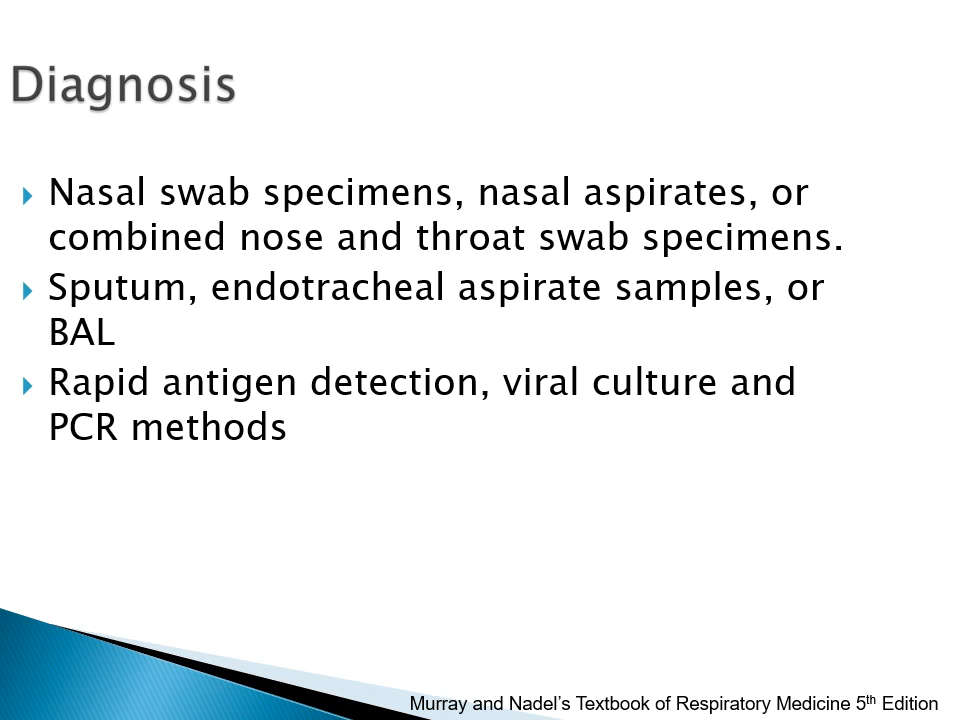 Diagnosis
Nasal swab specimens, nasal aspirates, or
combined nose and throat swab specimens.
Sputum, endotracheal aspirate samples, or
BAL
Rapid antigen detection, viral culture and
PCR methods
Murray and Nadel’s Textbook of Respiratory Medicine 5th Edition